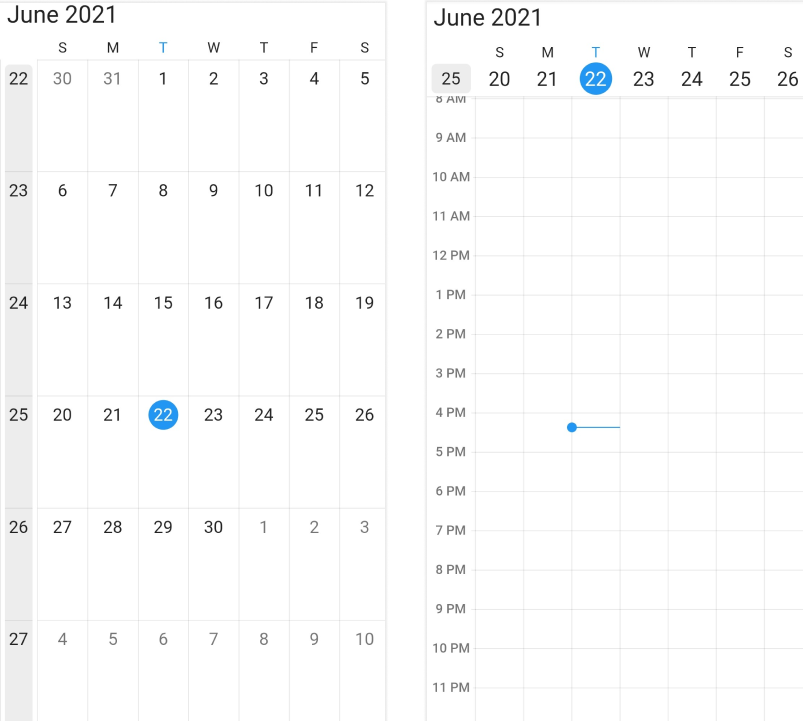 June 2021
S M T W T F S
22 30 31 1 2 3 4 5
23 6 7 8 9 10 11 12
24 13 14 15 16 17 18 19
25 20 21 22 23 24 25 26
26 27 28 29 30 1 2 3
27 4 5 6 7 8 9 10
June 2021
S M T W T F S
25 20 21 22 23 24 25 26
8 AM
9 AM
10 AM
11 AM
12 PM
1 PM
2 PM
3 PM
4 PM
5 PM
6 PM
7 PM
8 PM
9 PM
10 PM
11 PM